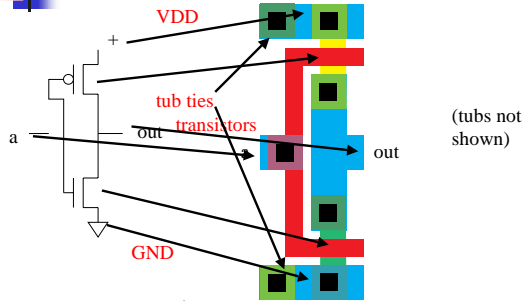 VDD
+
tub ties
transistors
a
out
a
out
(tubs not
shown)
GND